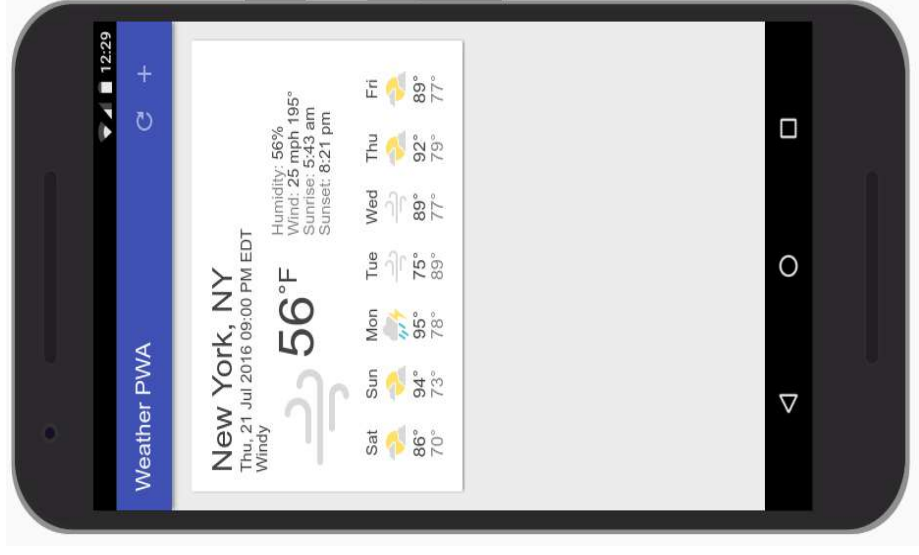 12:29
Weather PWA
New York, NY
Thu, 21 Jul 2016 09:00 PM EDT
Windy
56°F
Humidity: 56%
Wind: 25 mph 195°
Sunrise: 5:43 am
Sunset: 8:21 pm
Sat Sun Mon Tue Wed Thu Fri
86° 94° 95° 75° 89° 92° 89°
70° 73° 78° 89° 77° 79° 77°